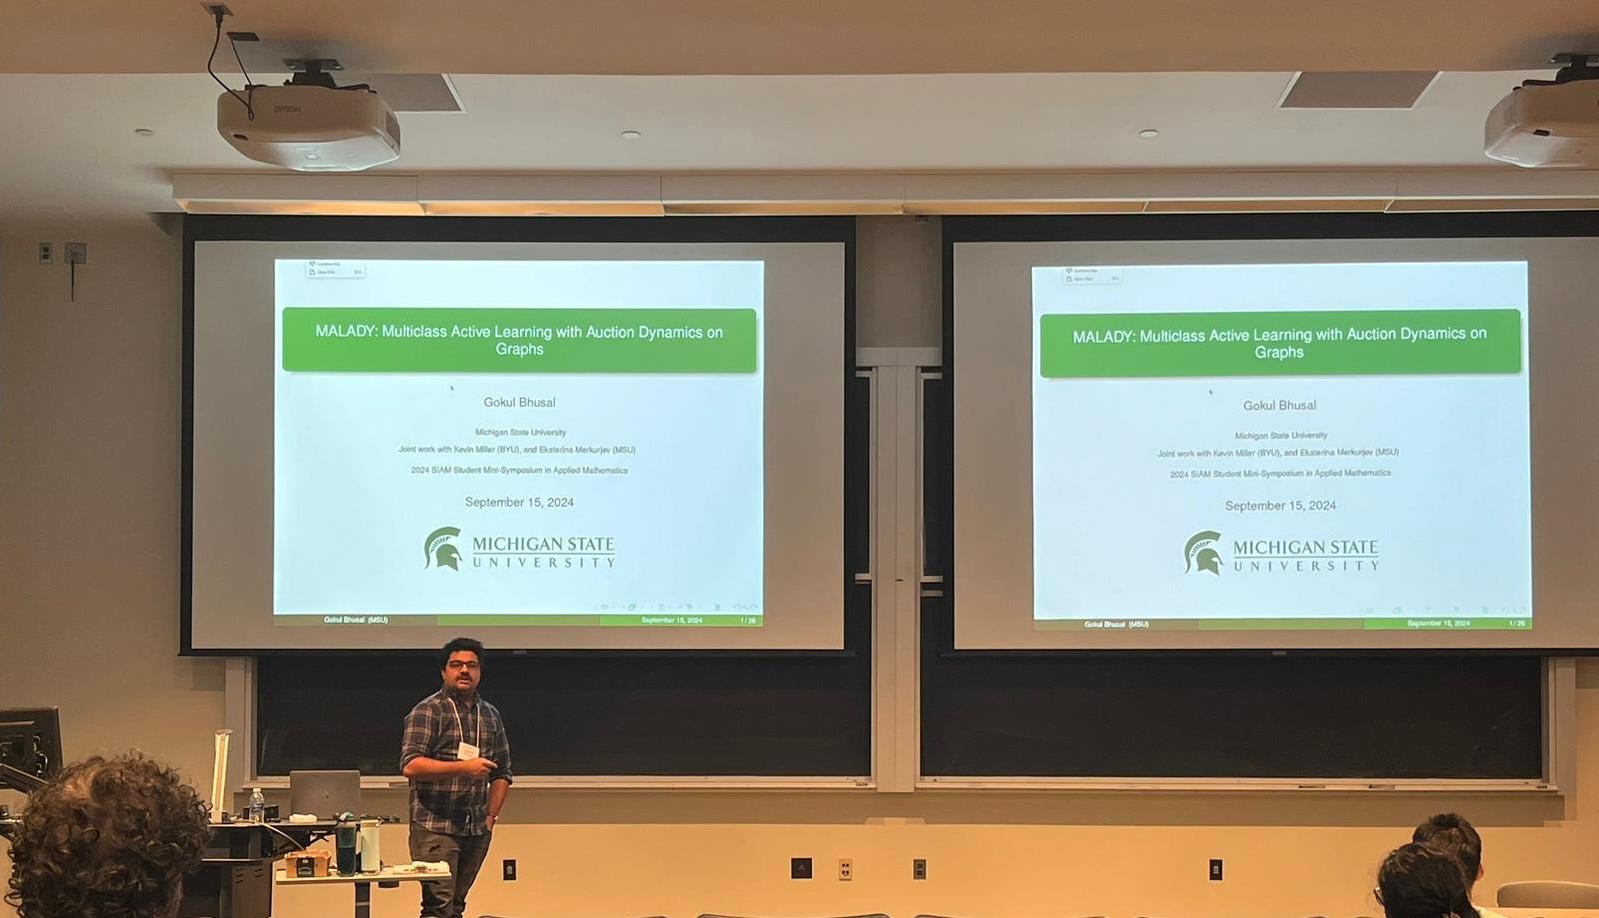 EPSON
MALADY: Multiclass Active Learning with Auction Dynamics on
Graphs
Gokul Bhusal
Michigan State University
Joint work with Kevin Miller (BYU), and Ekaterina Merkurjev (MSU)
2024 SIAM Student Mini-Symposium in Applied Mathematics
September 15, 2024
MICHIGAN STATE
UNIVERSITY
Gokul Bhusal (MSU)
September 15, 2024
1 / 26
MALADY: Multiclass Active Learning with Auction Dynamics on
Graphs
Gokul Bhusal
Michigan State University
Joint work with Kevin Miller (BYU), and Ekaterina Merkurjev (MSU)
2024 SIAM Student Mini-Symposium in Applied Mathematics
September 15, 2024
MICHIGAN STATE
UNIVERSITY
Gokul Bhusal (MSU)
September 15, 2024
1 / 26